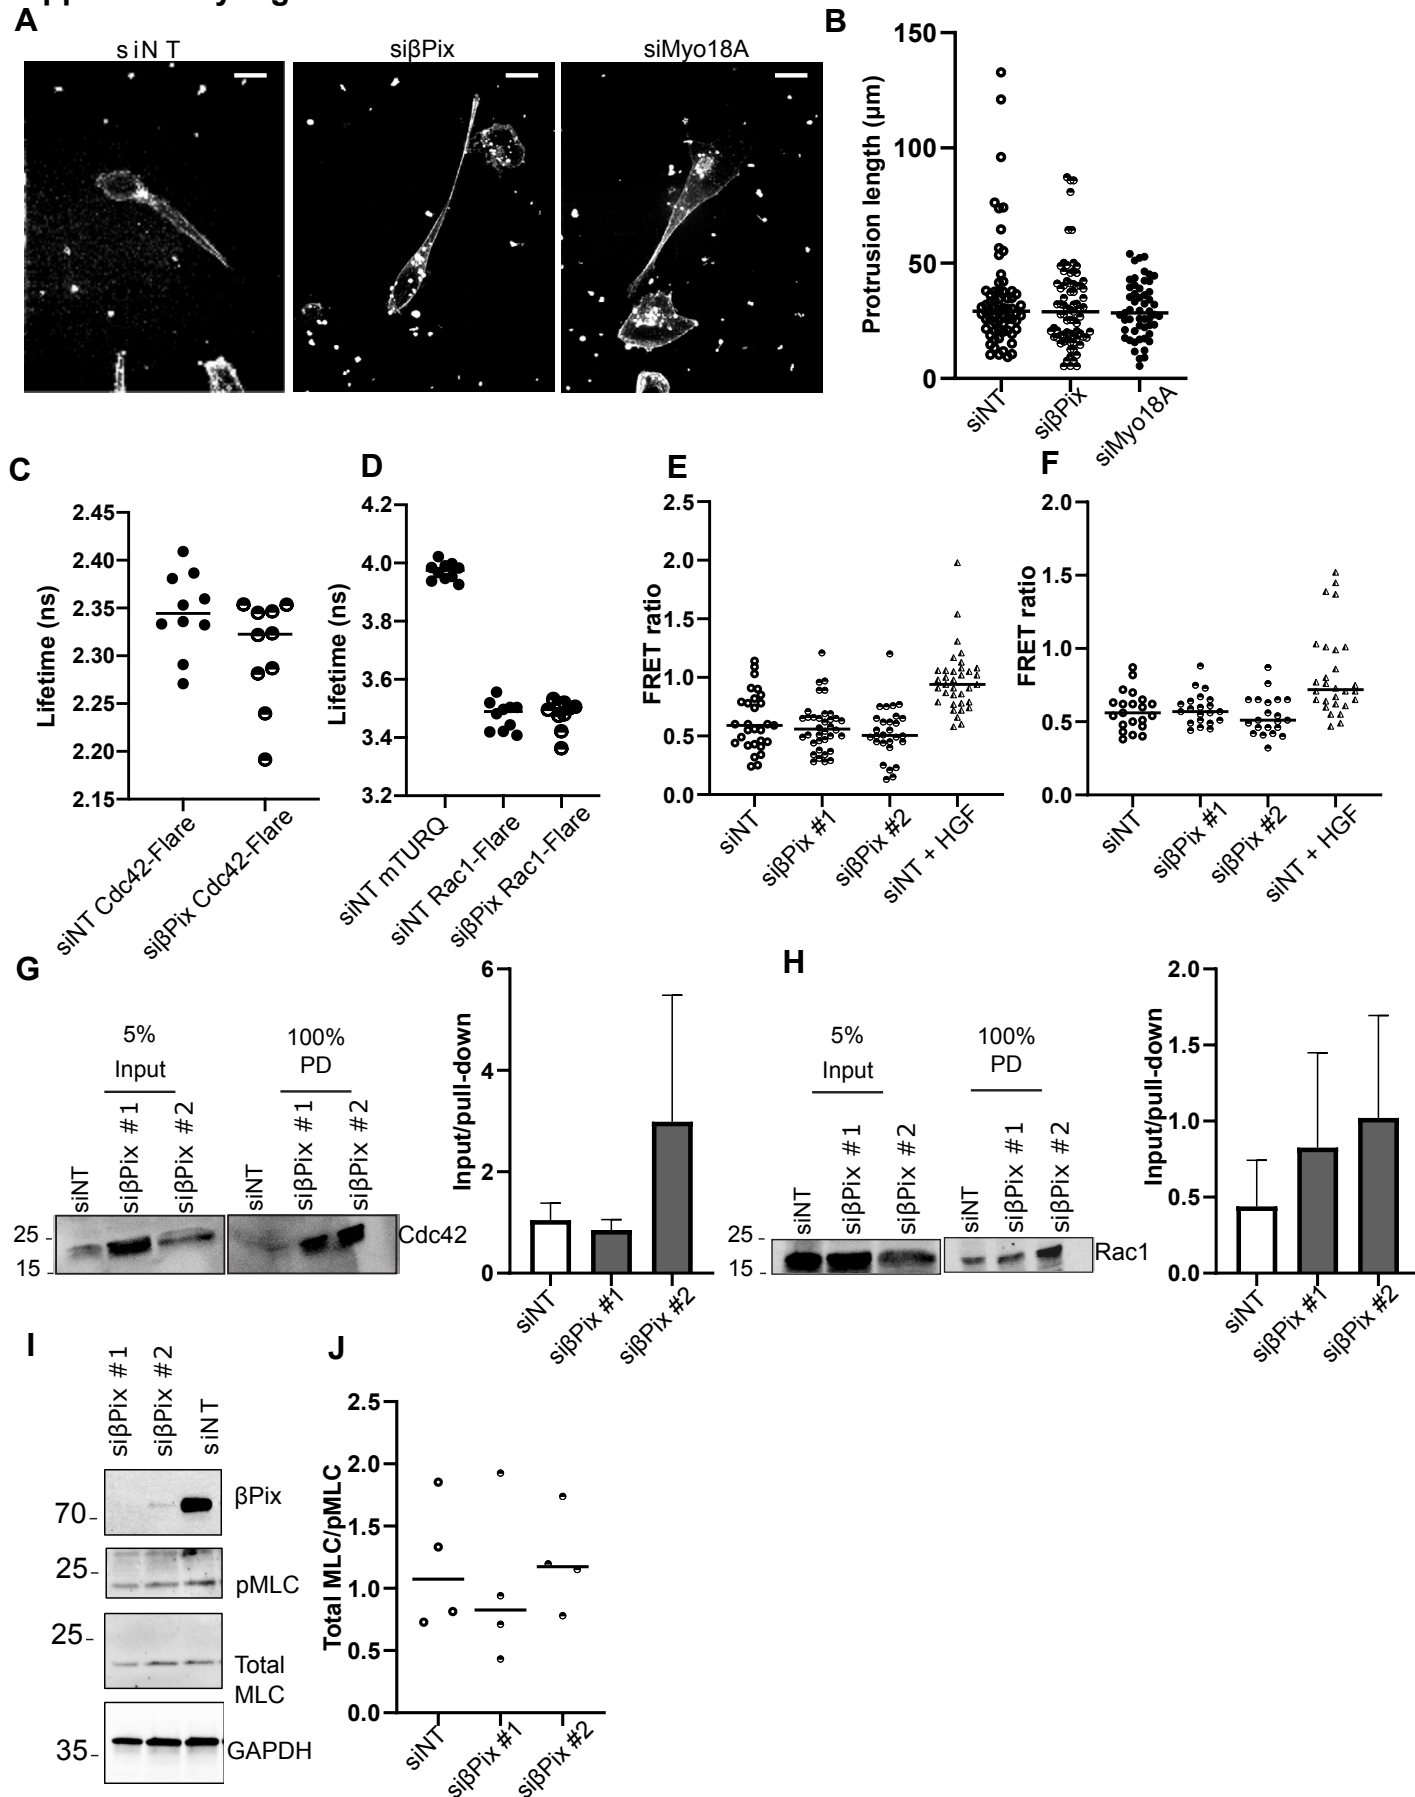 A
siNT
siβPix
siMyo18A
B
Protrusion length (μm)
150
100
50
0
siNT
siβPix
siMyo18A
C
Lifetime (ns)
2.45
2.40
2.35
2.30
2.25
2.20
2.15
siNT Cdc42-Flare
siβPix Cdc42-Flare
D
Lifetime (ns)
4.2
4.0
3.8
3.6
3.4
3.2
siNT mTURQ
siNT Rac1-Flare
siβPix Rac1-Flare
E
FRET ratio
2.5
2.0
1.5
1.0
0.5
0.0
siNT
siβPix #1
siβPix #2
siNT + HGF
F
FRET ratio
2.0
1.5
1.0
0.5
0.0
siNT
siβPix #1
siβPix #2
siNT + HGF
G
5%
Input
100%
PD
siNT
siβPix #1
siβPix #2
siNT
siβPix #1
siβPix #2
25
15
Cdc42
Input/pull-down
6
4
2
0
siNT
siβPix #1
siβPix #2
H
5%
Input
100%
PD
siNT
siβPix #1
siβPix #2
siNT
siβPix #1
siβPix #2
25
15
Rac1
Input/pull-down
2.0
1.5
1.0
0.5
0.0
siNT
siβPix #1
siβPix #2
I
siβPix #1
siβPix #2
siNT
70
βPix
25
pMLC
25
Total
MLC
35
GAPDH
J
Total MLC/pMLC
2.5
2.0
1.5
1.0
0.5
0.0
siNT
siβPix #1
siβPix #2